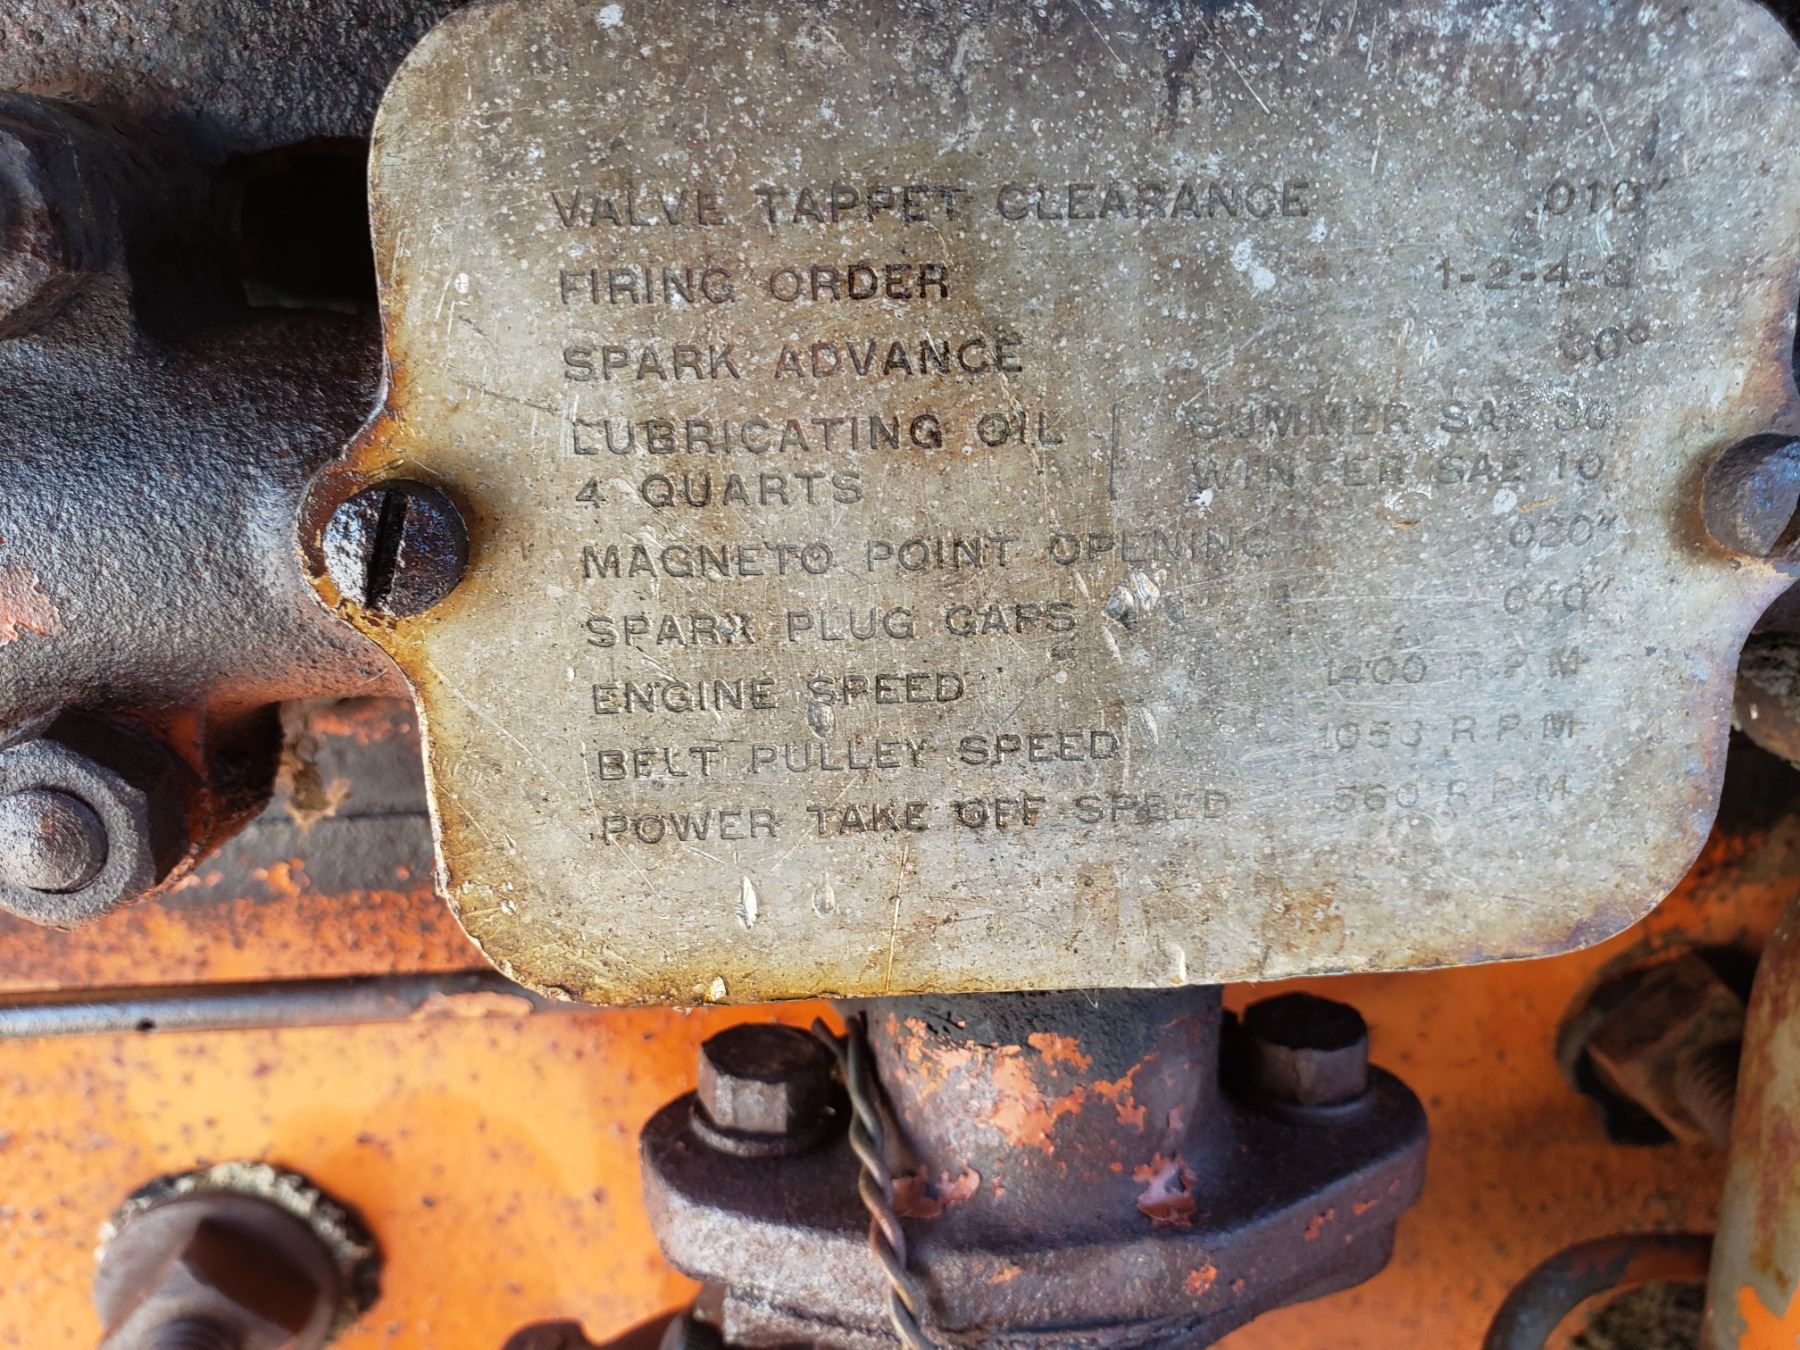 VALVE TAPPET CLEARANCE .010"
FIRING ORDER 1-2-4-3
SPARK ADVANCE
LUBRICATING OIL SUMMER SAE 30
4 QUARTS WINTER SAE 10
MAGNETO POINT OPENING .020"
SPARK PLUG GAPS .040"
ENGINE SPEED 1400 R.P.M
BELT PULLEY SPEED 1053 R.P.M
POWER TAKE OFF SPEED 560 R.P.M.